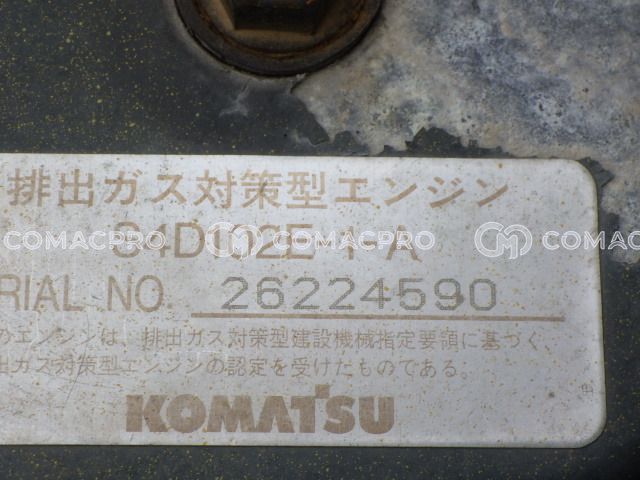 排出ガス対策型エンジン
S4D102E-1-A
RIAL NO. 26224590
のエンジンは、排出ガス対策型建設機械指定要領に基づく
出ガス対策型エンジンの認定を受けたものである。
KOMATSU
COMACPRO COMACPRO COMACPRO